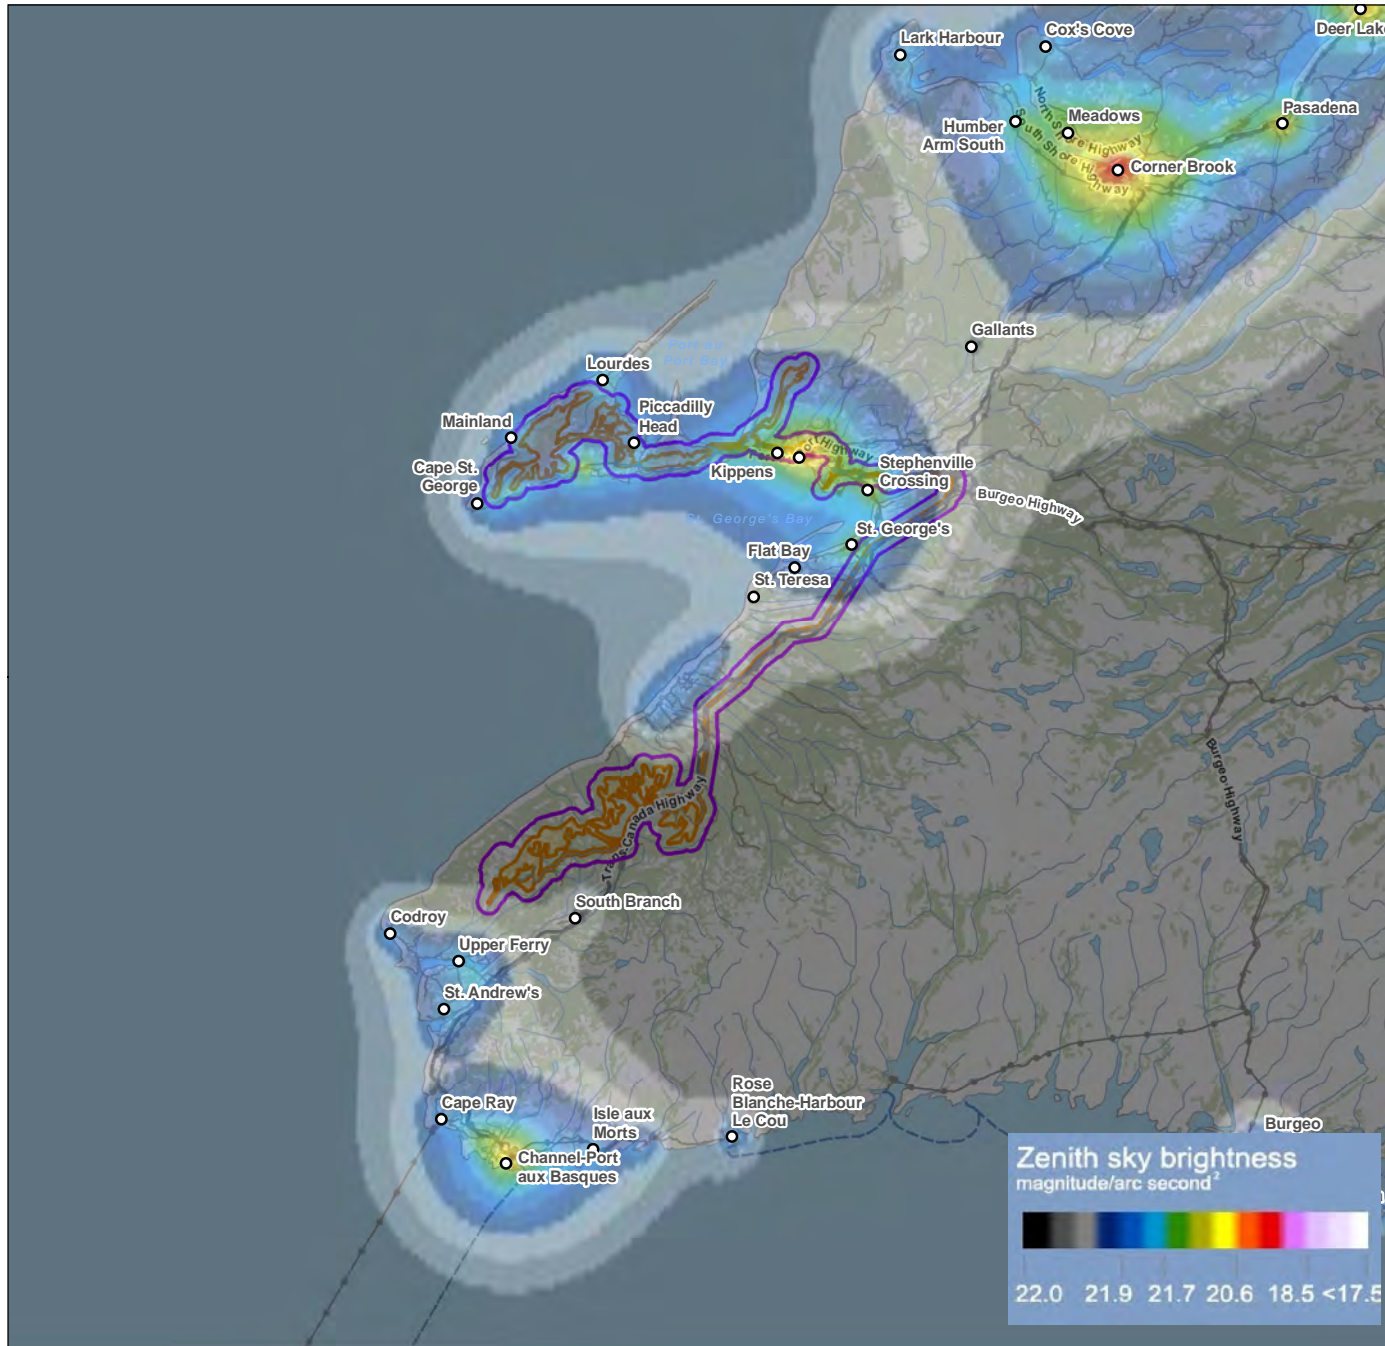 Lark Harbour
Cox's Cove
Deer Lake
Pasadena
Meadows
Humber
Arm South
North Shore Highway
South Shore Highway
Corner Brook
Gallants
Port au
Port Bay
Lourdes
Piccadilly
Head
Mainland
Cape St.
George
Kippens
Stephenville
Crossing
Burgeo Highway
St. George's Bay
St. George's
Flat Bay
St. Teresa
Burgeo Highway
Trans-Canada Highway
South Branch
Codroy
Upper Ferry
St. Andrew's
Cape Ray
Isle aux
Morts
Rose
Blanche-Harbour
Le Cou
Channel-Port
aux Basques
Burgeo
Zenith sky brightness
magnitude/arc second²
22.0 21.9 21.7 20.6 18.5 <17.5